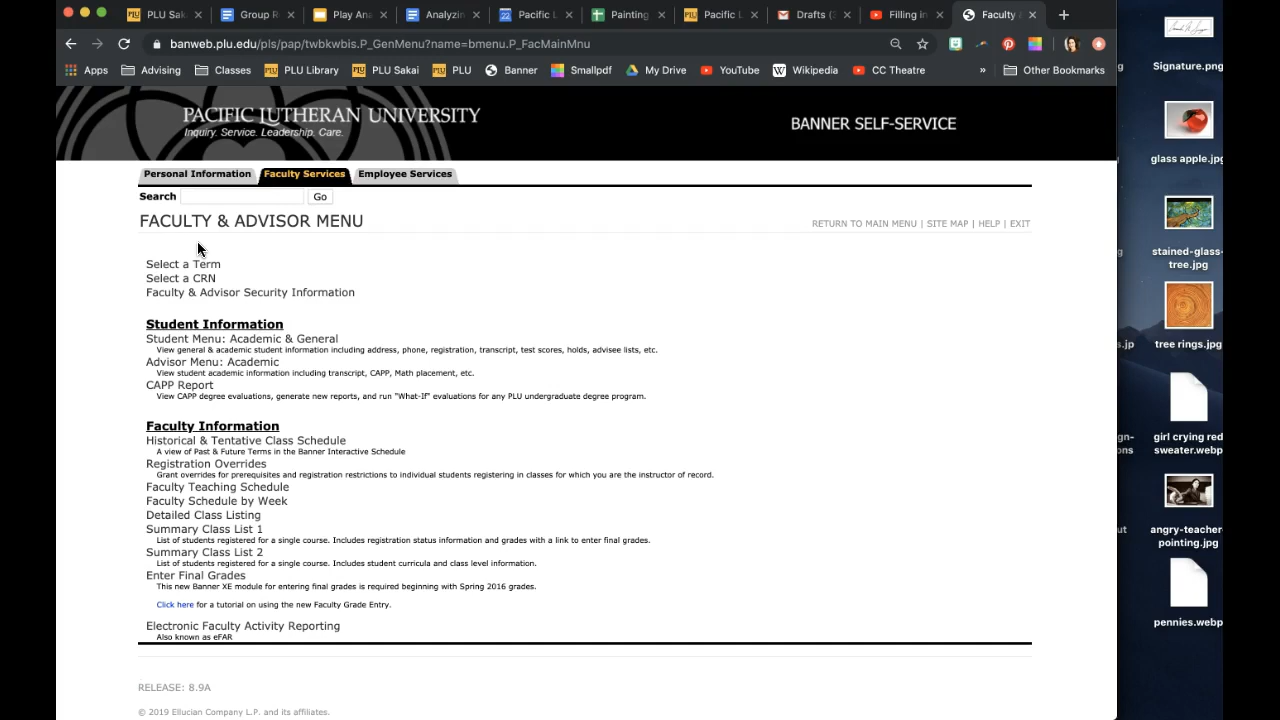 PLU Sak
Group R
Play Ana
Analyzin
Pacific L
Painting
Pacific
Drafts (
Filling in
Faculty
banweb.plu.edu/pls/pap/twbkwbis.P_GenMenu?name=bmenu.P_FacMainMnu
Apps
Advising
Classes
PLU Library
PLU Sakai
PLU
Banner
Smallpdf
My Drive
YouTube
Wikipedia
CC Theatre
»
Other Bookmarks
PACIFIC LUTHERAN UNIVERSITY
Inquiry. Service. Leadership. Care.
BANNER SELF-SERVICE
Personal Information Faculty Services Employee Services
Search Go
FACULTY & ADVISOR MENU
RETURN TO MAIN MENU | SITE MAP | HELP | EXIT
Select a Term
Select a CRN
Faculty & Advisor Security Information
Student Information
Student Menu: Academic & General
View general & academic student information including address, phone, registration, transcript, test scores, holds, advisee lists, etc.
Advisor Menu: Academic
View student academic information including transcript, CAPP, Math placement, etc.
CAPP Report
View CAPP degree evaluations, generate new reports, and run "What-If" evaluations for any PLU undergraduate degree program.
Faculty Information
Historical & Tentative Class Schedule
A view of Past & Future Terms in the Banner Interactive Schedule
Registration Overrides
Grant overrides for prerequisites and registration restrictions to individual students registering in classes for which you are the instructor of record.
Faculty Teaching Schedule
Faculty Schedule by Week
Detailed Class Listing
Summary Class List 1
List of students registered for a single course. Includes registration status information and grades with a link to enter final grades.
Summary Class List 2
List of students registered for a single course. Includes student curricula and class level information.
Enter Final Grades
This new Banner XE module for entering final grades is required beginning with Spring 2016 grades.
Click here for a tutorial on using the new Faculty Grade Entry.
Electronic Faculty Activity Reporting
Also known as eFAR
RELEASE: 8.9A
© 2019 Ellucian Company L.P. and its affiliates.
Signature.png
glass apple.jpg
stained-glass-
tree.jpg
tree rings.jpg
girl crying red
sweater.webp
angry-teacher-
pointing.jpg
pennies.webp